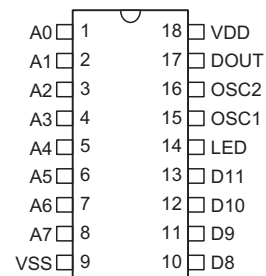 A0 1 18 VDD
A1 2 17 DOUT
A2 3 16 OSC2
A3 4 15 OSC1
A4 5 14 LED
A5 6 13 D11
A6 7 12 D10
A7 8 11 D9
VSS 9 10 D8